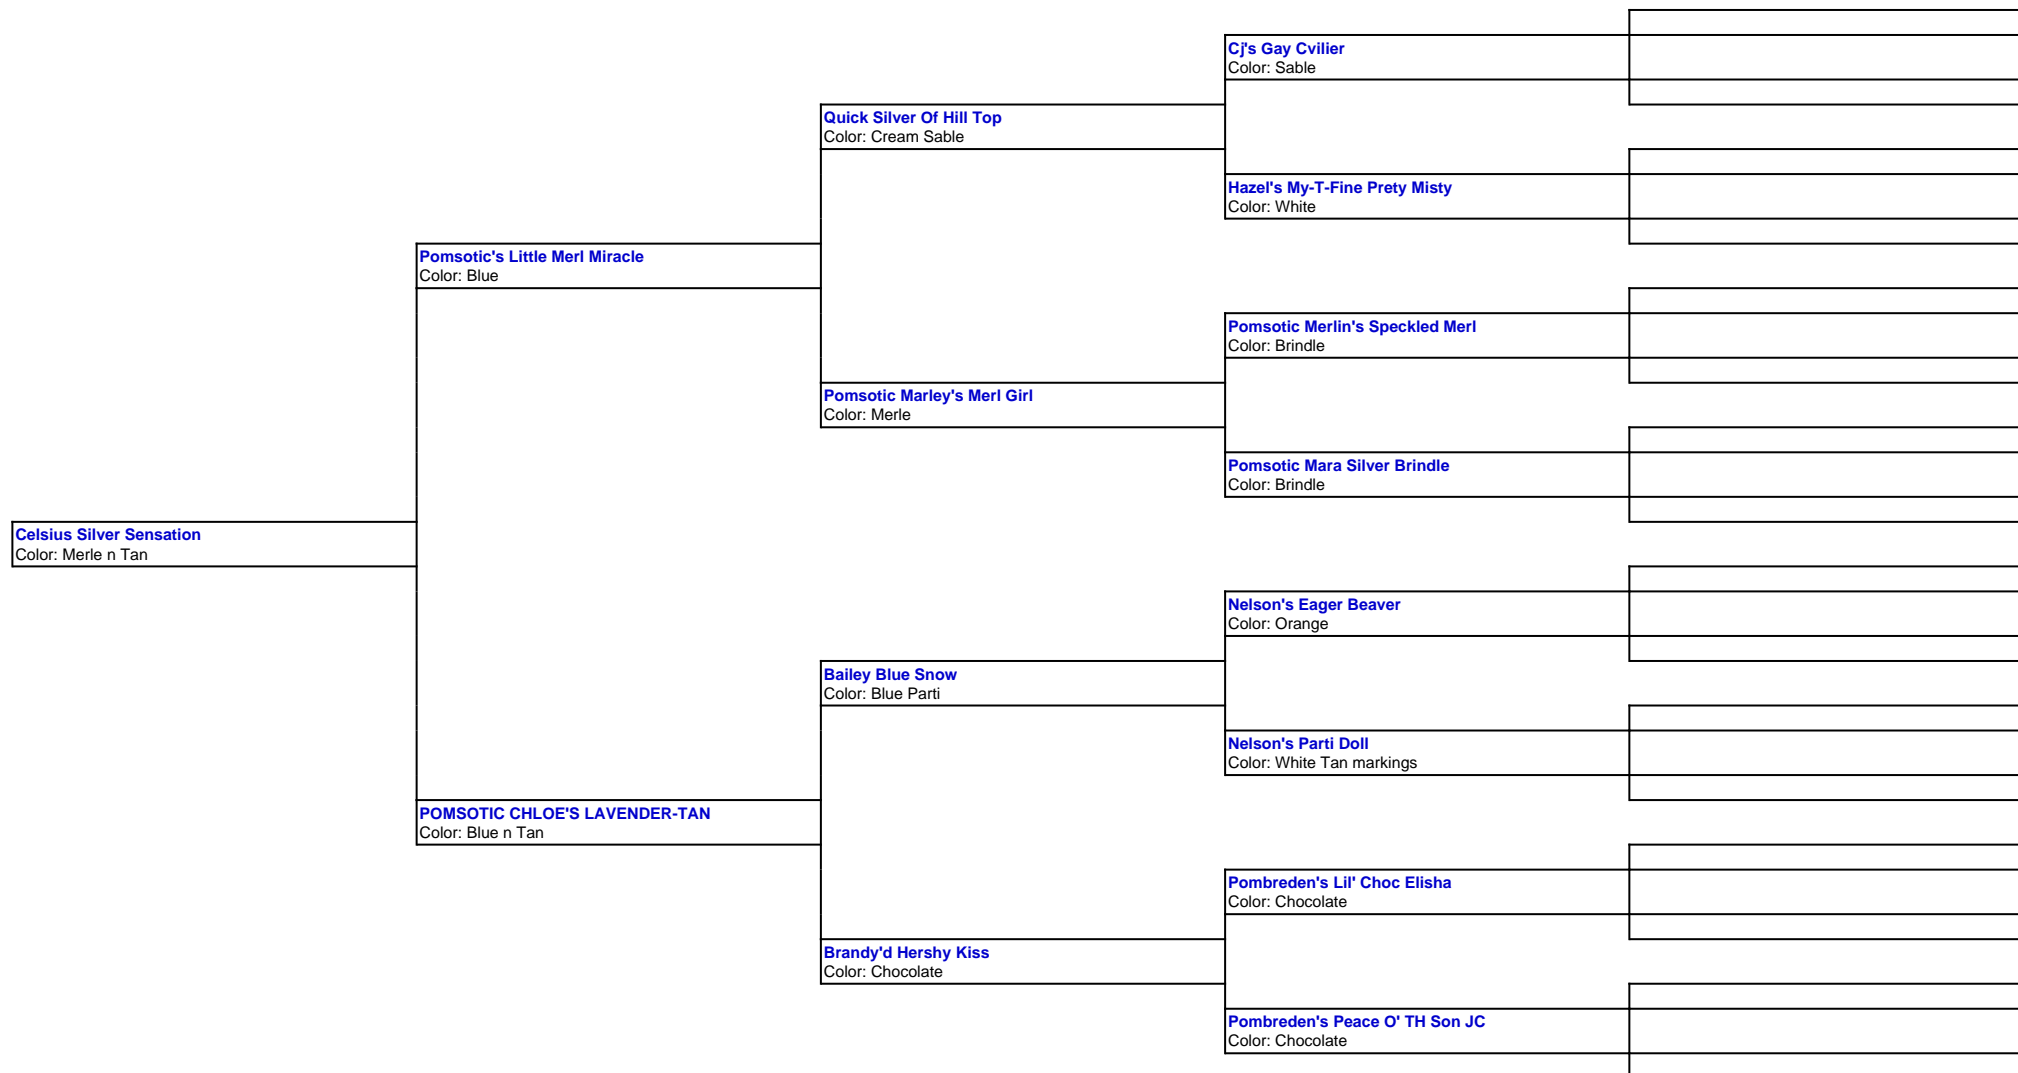 Cj's Gay Cvilier
Color: Sable
Quick Silver Of Hill Top
Color: Cream Sable
Hazel's My-T-Fine Prety Misty
Color: White
Pomsotic's Little Merl Miracle
Color: Blue
Pomsotic Merlin's Speckled Merl
Color: Brindle
Pomsotic Marley's Merl Girl
Color: Merle
Pomsotic Mara Silver Brindle
Color: Brindle
Celsius Silver Sensation
Color: Merle n Tan
Nelson's Eager Beaver
Color: Orange
Bailey Blue Snow
Color: Blue Parti
Nelson's Parti Doll
Color: White Tan markings
POMSOTIC CHLOE'S LAVENDER-TAN
Color: Blue n Tan
Pombreden's Lil' Choc Elisha
Color: Chocolate
Brandy'd Hershy Kiss
Color: Chocolate
Pombreden's Peace O' TH Son JC
Color: Chocolate